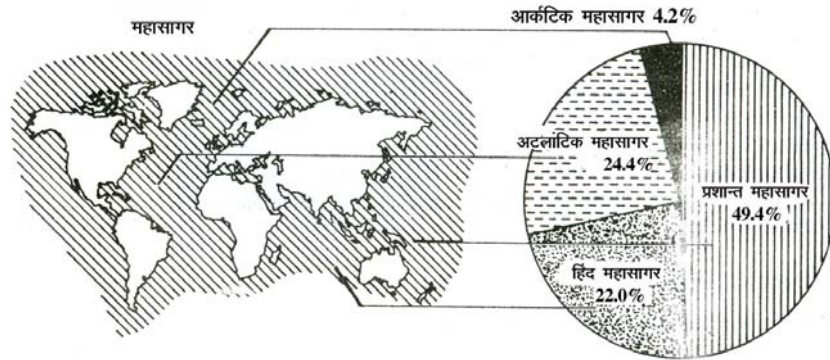 महासागर
आर्कटिक महासागर 4.2%
अटलांटिक महासागर
24.4%
प्रशान्त महासागर
49.4%
हिंद महासागर
22.0%